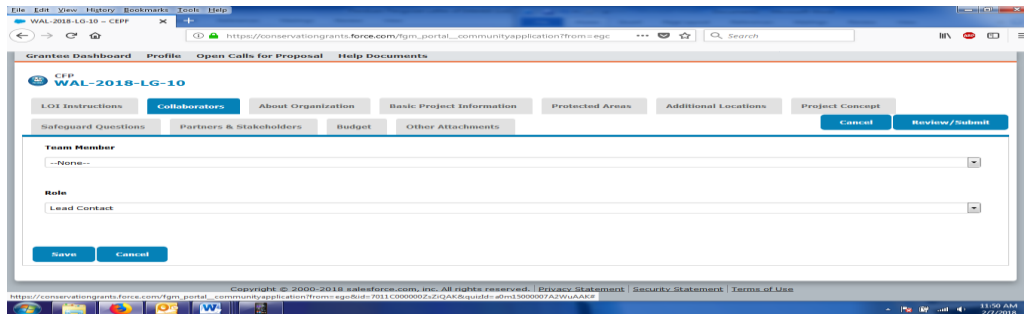 File Edit View History Bookmarks Tools Help
WAL-2018-LG-10 – CEPF
https://conservationgrants.force.com/fgm_portal__communityapplication?from=egc
Search
Grantee Dashboard Profile Open Calls for Proposal Help Documents
CFP
WAL-2018-LG-10
LOI Instructions Collaborators About Organization Basic Project Information Protected Areas Additional Locations Project Concept
Safeguard Questions Partners & Stakeholders Budget Other Attachments Cancel Review/Submit
Team Member
--None--
Role
Lead Contact
Save Cancel
Copyright © 2000-2018 salesforce.com, inc. All rights reserved. | Privacy Statement | Security Statement | Terms of Use
11:50 AM
2/7/2018